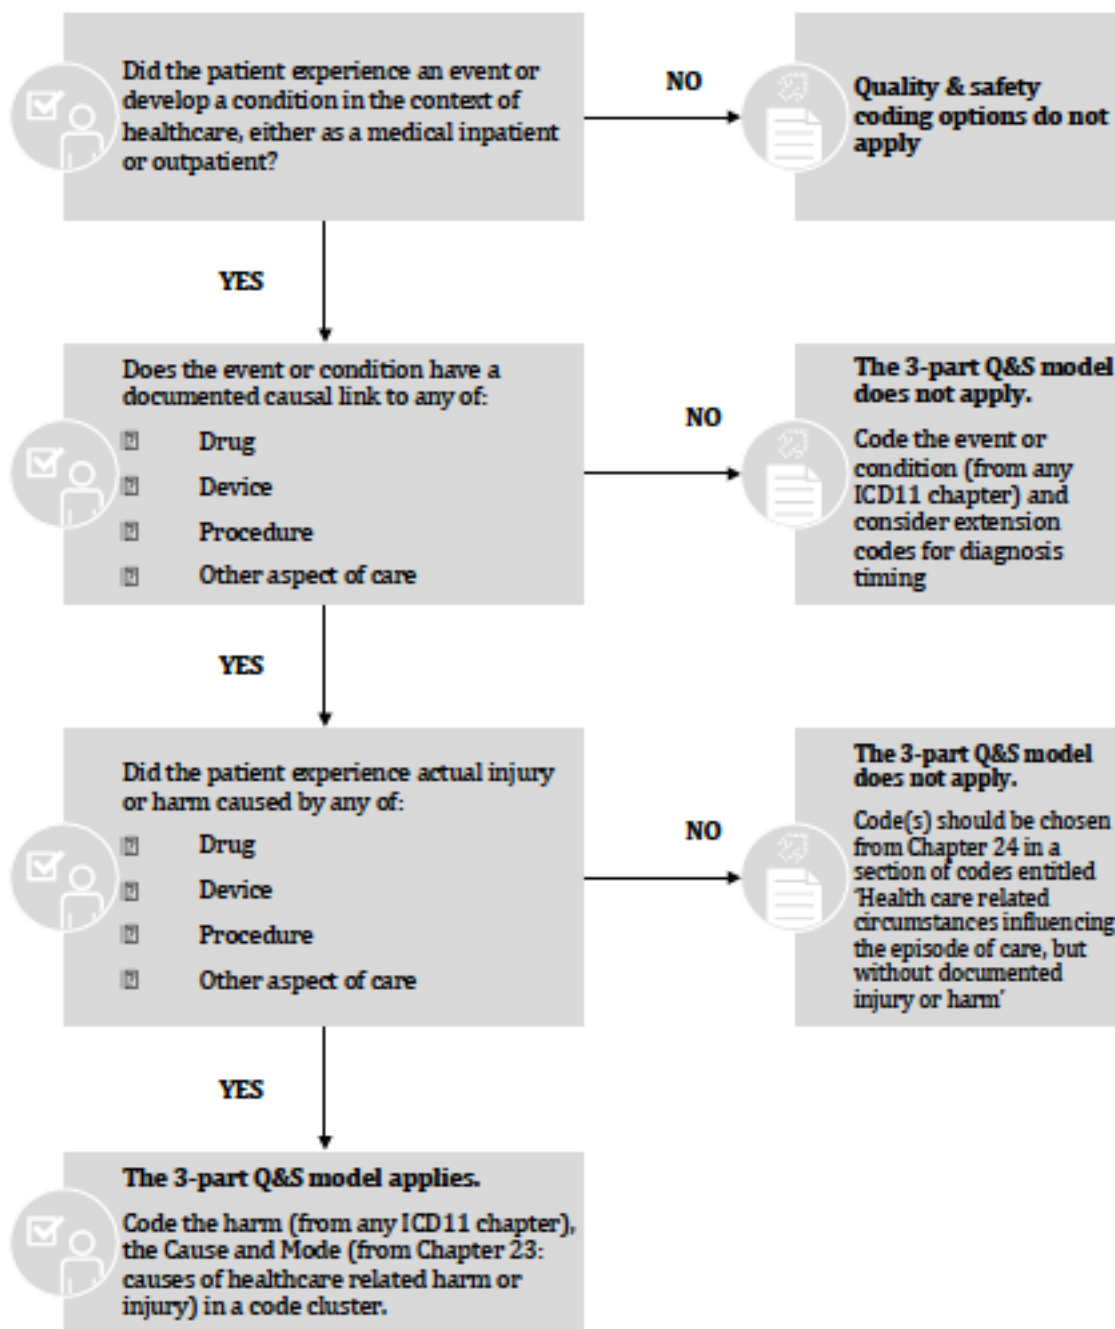 Did the patient experience an event or
develop a condition in the context of
healthcare, either as a medical inpatient
or outpatient?
NO
Quality & safety
coding options do not
apply
YES
Does the event or condition have a
documented causal link to any of:
Drug
Device
Procedure
Other aspect of care
NO
The 3-part Q&S model
does not apply.
Code the event or
condition (from any
ICD11 chapter) and
consider extension
codes for diagnosis
timing
YES
Did the patient experience actual injury
or harm caused by any of:
Drug
Device
Procedure
Other aspect of care
NO
The 3-part Q&S model
does not apply.
Code(s) should be chosen
from Chapter 24 in a
section of codes entitled
'Health care related
circumstances influencing
the episode of care, but
without documented
injury or harm'
YES
The 3-part Q&S model applies.
Code the harm (from any ICD11 chapter),
the Cause and Mode (from Chapter 23:
causes of healthcare related harm or
injury) in a code cluster.